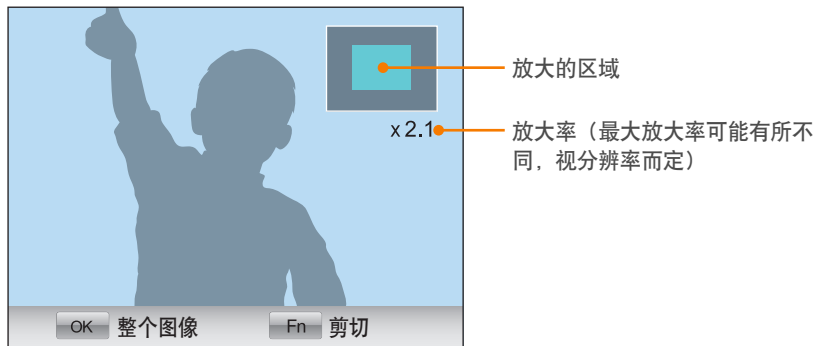 放大的区域
x 2.1
放大率（最大放大率可能有所不
同，视分辨率而定）
OK 整个图像 Fn 剪切